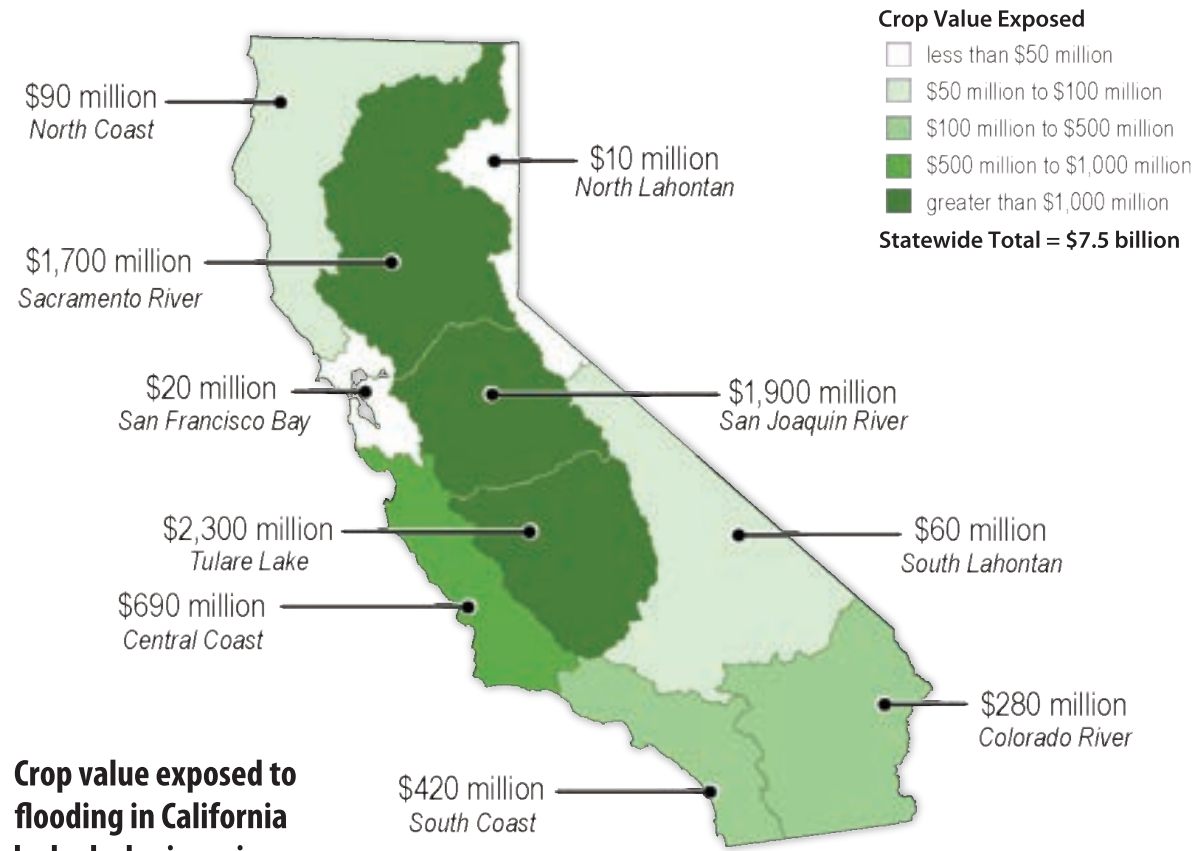 Crop Value Exposed
less than $50 million
$50 million to $100 million
$100 million to $500 million
$500 million to $1,000 million
greater than $1,000 million
Statewide Total = $7.5 billion
$90 million
North Coast
$10 million
North Lahontan
$1,700 million
Sacramento River
$20 million
San Francisco Bay
$1,900 million
San Joaquin River
$2,300 million
Tulare Lake
$60 million
South Lahontan
$690 million
Central Coast
$280 million
Colorado River
$420 million
South Coast
Crop value exposed to
flooding in California